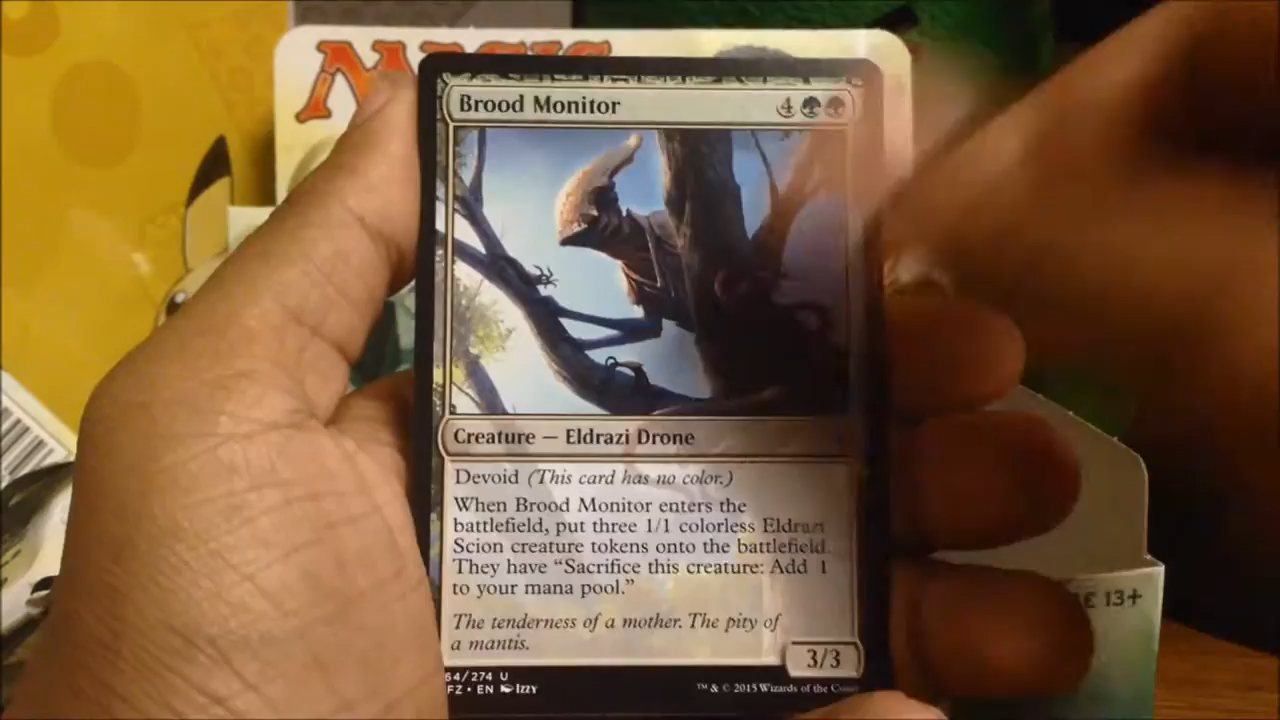 MAGIC
Brood Monitor 4
Creature — Eldrazi Drone
Devoid (This card has no color.)
When Brood Monitor enters the
battlefield, put three 1/1 colorless Eldrazi
Scion creature tokens onto the battlefield.
They have “Sacrifice this creature: Add 1
to your mana pool.”
The tenderness of a mother. The pity of
a mantis.
3/3
64/274 U
FZ • EN Izzy
™ & © 2015 Wizards of the
13+